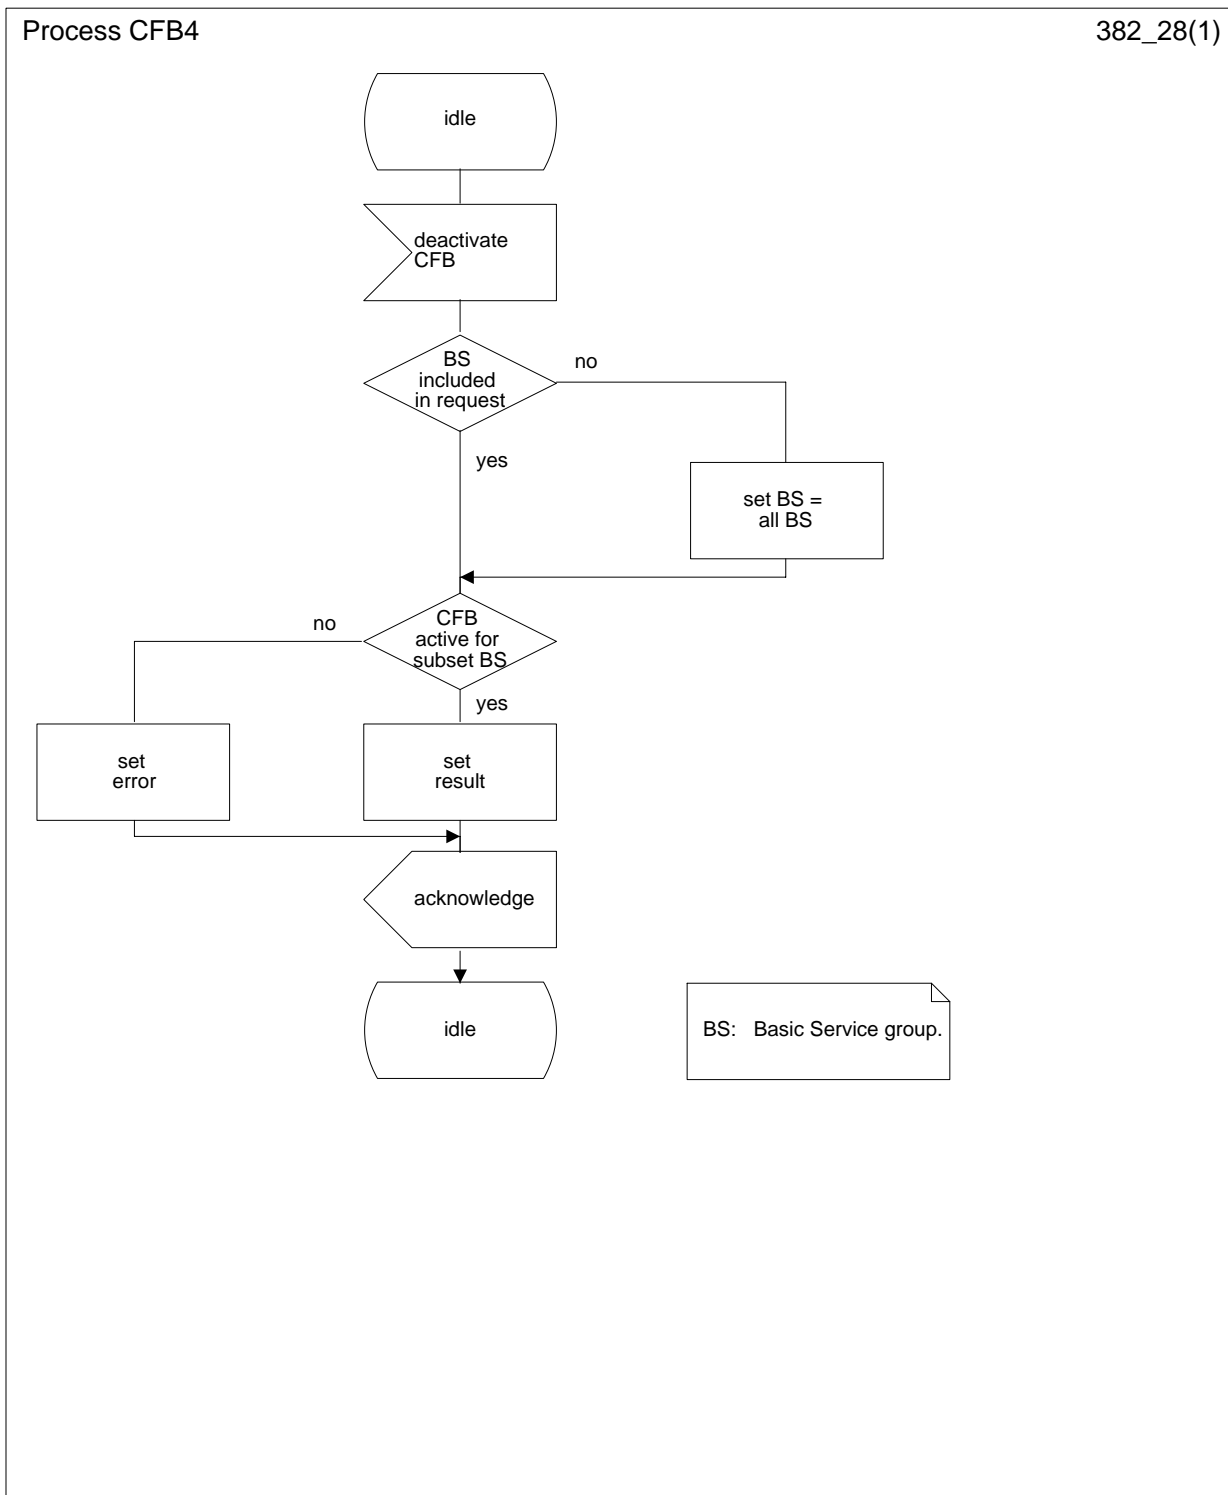 Process CFB4
382_28(1)
idle
deactivate
CFB
BS
included
in request
no
yes
set BS =
all BS
CFB
active for
subset BS
no
yes
set
error
set
result
acknowledge
idle
BS: Basic Service group.